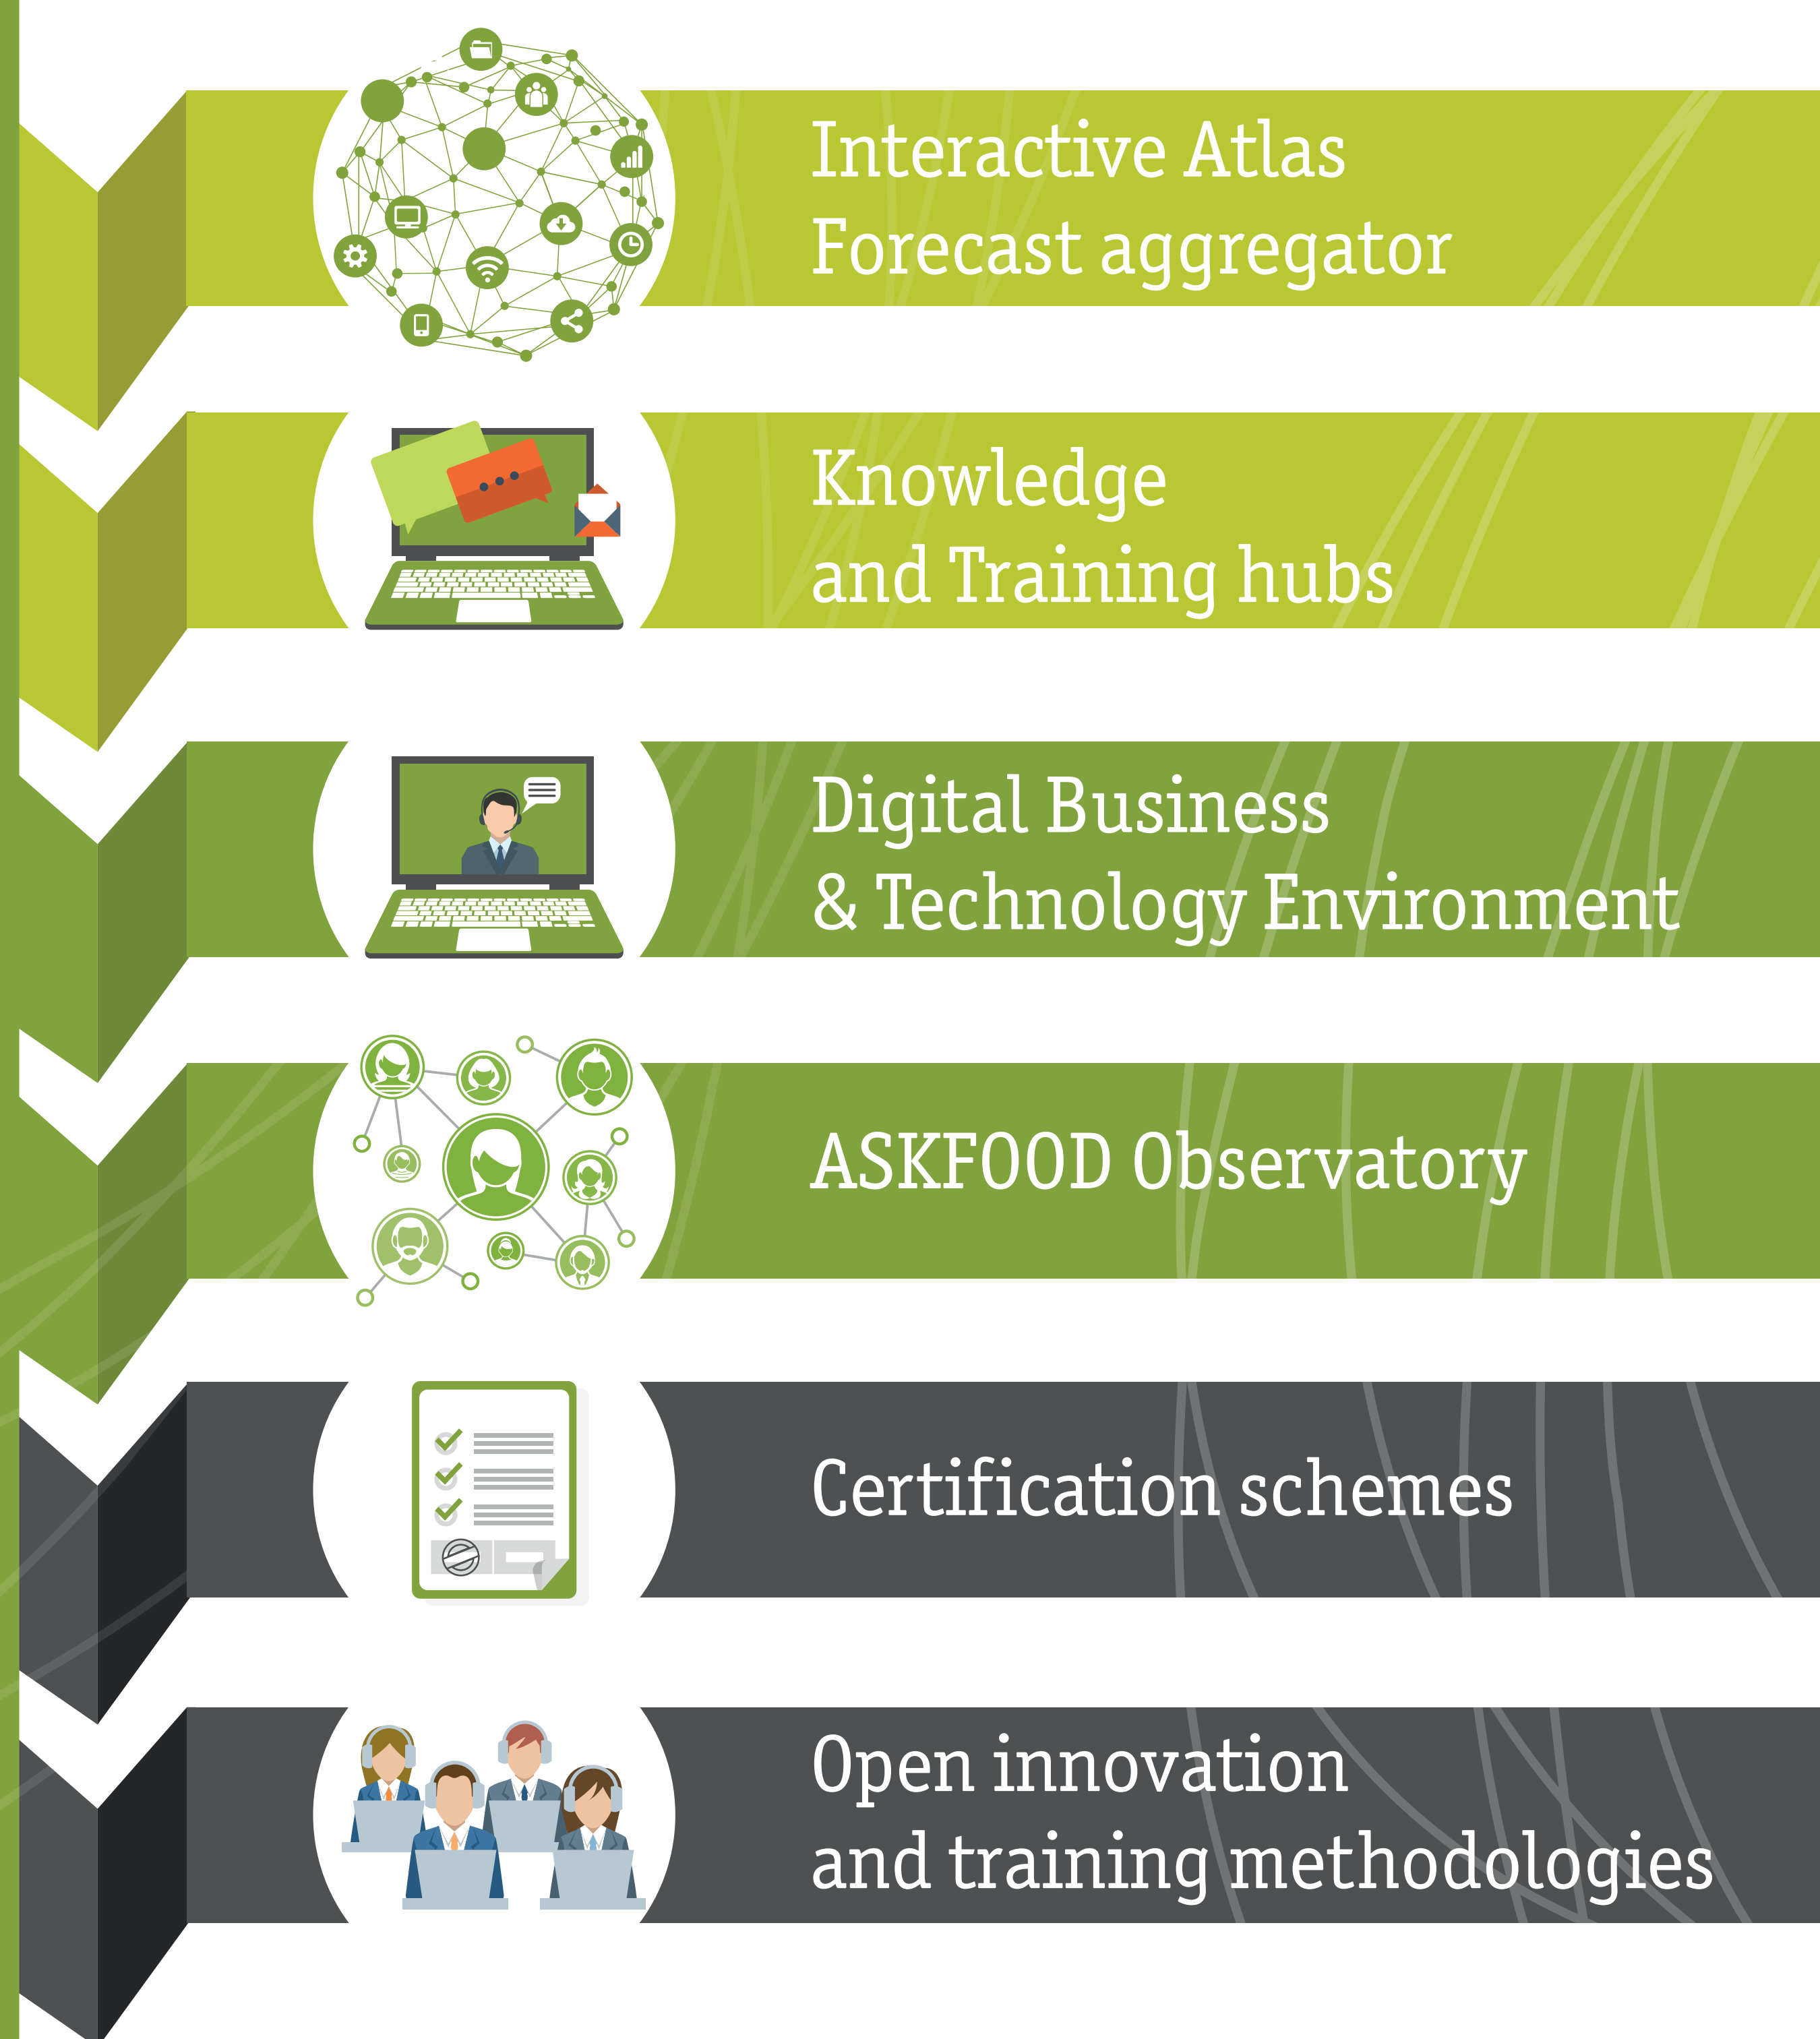 Interactive Atlas
Forecast aggregator
Knowledge
and Training hubs
Digital Business
& Technology Environment
ASKFOOD Observatory
Certification schemes
Open innovation
and training methodologies